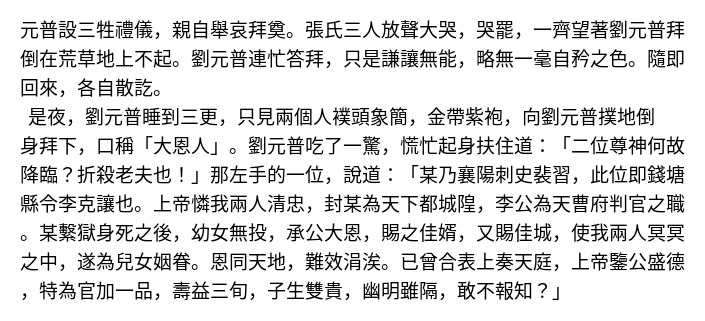 元普設三牲禮儀，親自舉哀拜奠。張氏三人放聲大哭，哭罷，一齊望著劉元普拜
倒在荒草地上不起。劉元普連忙答拜，只是謙讓無能，略無一毫自矜之色。隨即
回來，各自散訖。
是夜，劉元普睡到三更，只見兩個人襆頭象簡，金帶紫袍，向劉元普撲地倒
身拜下，口稱「大恩人」。劉元普吃了一驚，慌忙起身扶住道：「二位尊神何故
降臨？折殺老夫也！」那左手的一位，說道：「某乃襄陽刺史裴習，此位即錢塘
縣令李克讓也。上帝憐我兩人清忠，封某為天下都城隍，李公為天曹府判官之職
。某繫獄身死之後，幼女無投，承公大恩，賜之佳婿，又賜佳城，使我兩人冥冥
之中，遂為兒女姻眷。恩同天地，難效涓涘。已曾合表上奏天庭，上帝鑒公盛德
，特為官加一品，壽益三旬，子生雙貴，幽明雖隔，敢不報知？」